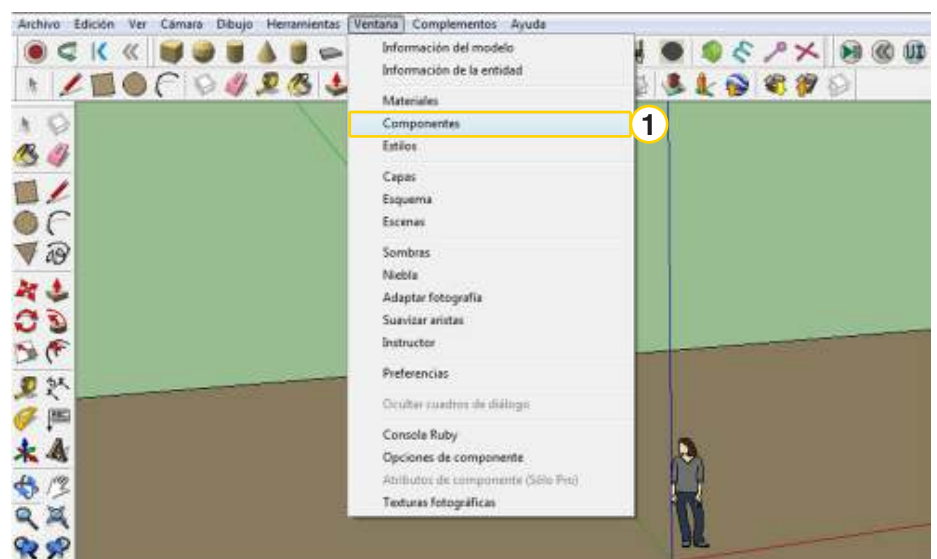 Archivo Edición Ver Cámara Dibujo Herramientas Ventana Complementos Ayuda
Información del modelo
Información de la entidad
UI
Materiales
Componentes
1
Estilos
Capas
Esquema
Escenas
Sombras
Niebla
Adaptar fotografía
Suavizar aristas
Instructor
Preferencias
Ocultar cuadros de diálogo
Consola Ruby
Opciones de componente
Atributos de componente (Sólo Pro)
Texturas fotográficas